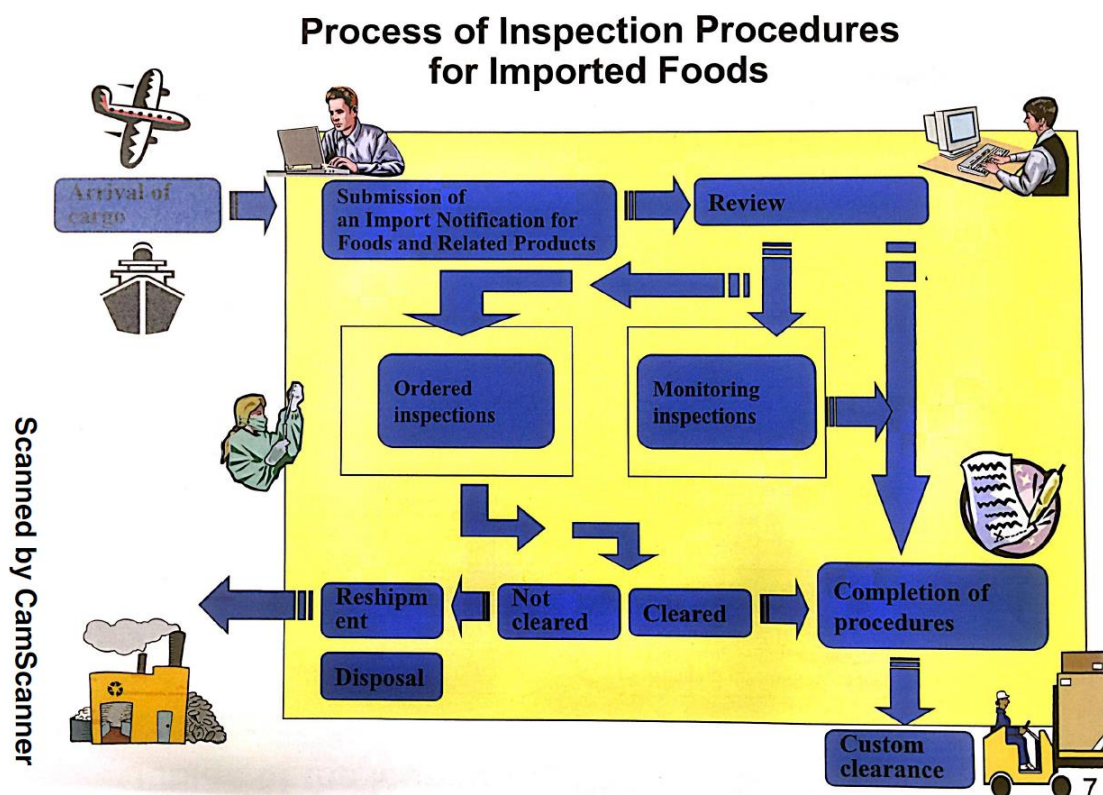 Process of Inspection Procedures
for Imported Foods
Arrival of
cargo
Submission of
an Import Notification for
Foods and Related Products
Review
Ordered
inspections
Monitoring
inspections
Reshipm
ent
Not
cleared
Cleared
Completion of
procedures
Disposal
Custom
clearance
7
Scanned by CamScanner